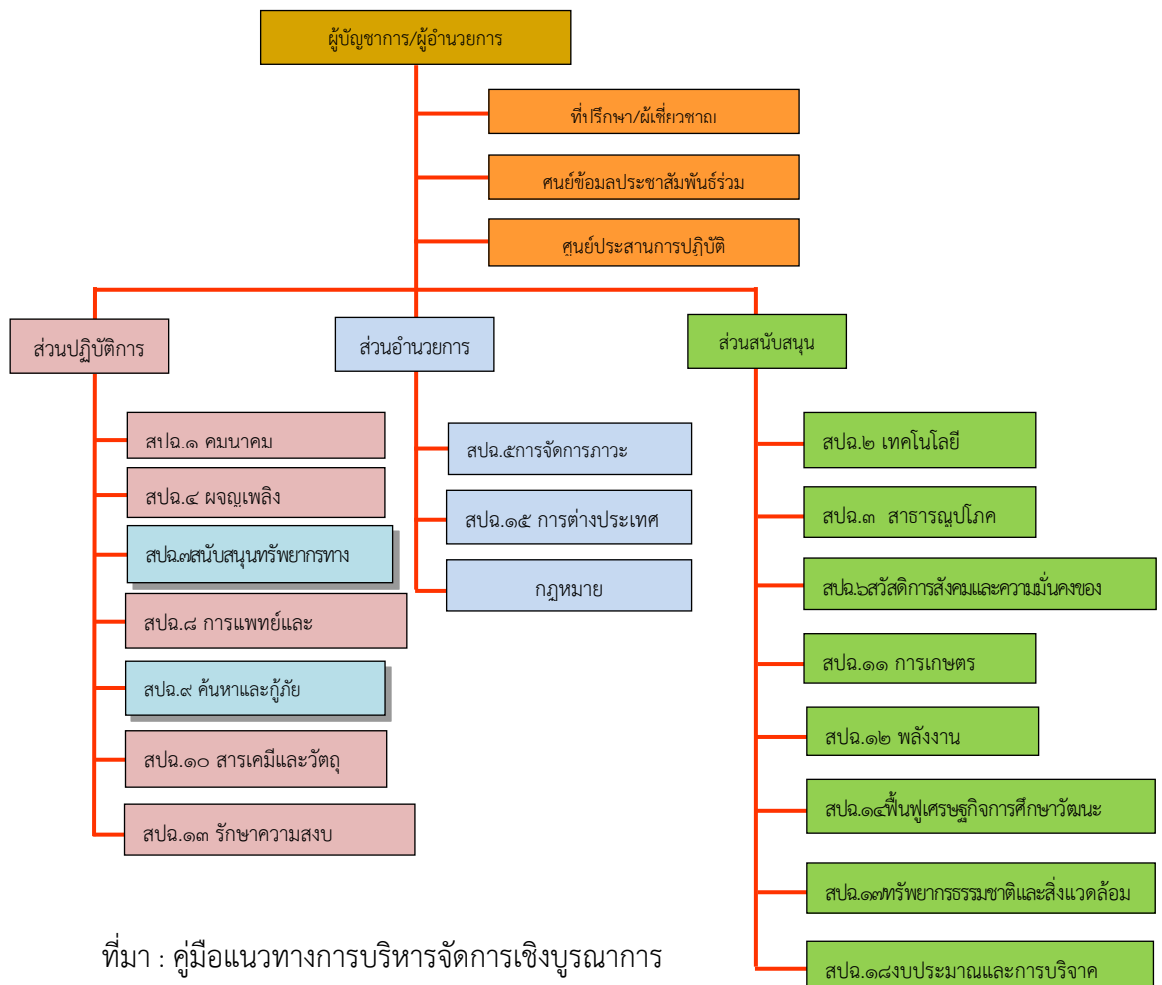 ผู้บัญชาการ/ผู้อำนวยการ
ที่ปรึกษา/ผู้เชี่ยวชาญ
ศูนย์ข้อมูลประชาสัมพันธ์ร่วม
ศูนย์ประสานการปฏิบัติ
ส่วนปฏิบัติการ
สปฉ.๑ คมนาคม
สปฉ.๔ ผจญเพลิง
สปฉ.๗สนับสนุนทรัพยากรทาง
สปฉ.๘ การแพทย์และ
สปฉ.๙ ค้นหาและกู้ภัย
สปฉ.๑๐ สารเคมีและวัตถุ
สปฉ.๑๓ รักษาความสงบ
ส่วนอำนวยการ
สปฉ.๕การจัดการภาวะ
สปฉ.๑๕ การต่างประเทศ
กฎหมาย
ส่วนสนับสนุน
สปฉ.๒ เทคโนโลยี
สปฉ.๓ สาธารณูปโภค
สปฉ.๖สวัสดิการสังคมและความมั่นคงของ
สปฉ.๑๑ การเกษตร
สปฉ.๑๒ พลังงาน
สปฉ.๑๔ฟื้นฟูเศรษฐกิจการศึกษาวัฒนะ
สปฉ.๑๗ทรัพยากรธรรมชาติและสิ่งแวดล้อม
สปฉ.๑๘งบประมาณและการบริจาค
ที่มา : คู่มือแนวทางการบริหารจัดการเชิงบูรณาการ